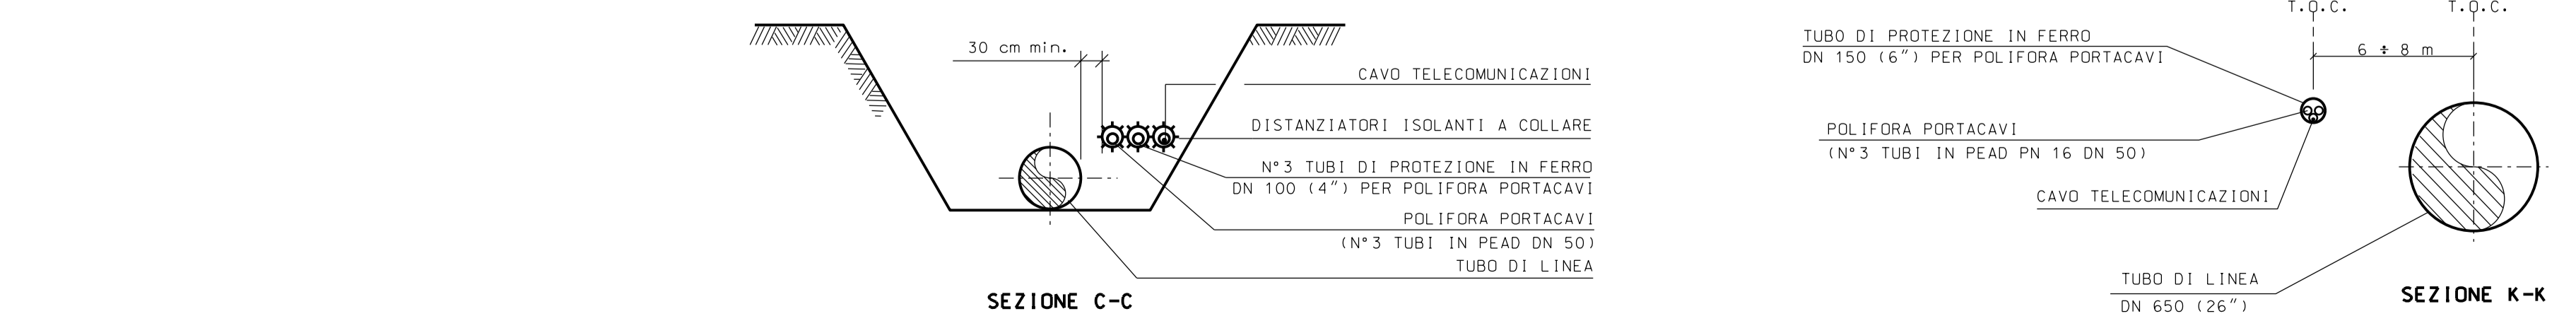 30 cm min.
CAVO TELECOMUNICAZIONI
DISTANZIATORI ISOLANTI A COLLARE
N°3 TUBI DI PROTEZIONE IN FERRO
DN 100 (4") PER POLIFORA PORTACAVI
POLIFORA PORTACAVI
(N°3 TUBI IN PEAD DN 50)
TUBO DI LINEA
SEZIONE C-C
T.O.C.
T.O.C.
TUBO DI PROTEZIONE IN FERRO
DN 150 (6") PER POLIFORA PORTACAVI
6 ÷ 8 m
POLIFORA PORTACAVI
(N°3 TUBI IN PEAD PN 16 DN 50)
CAVO TELECOMUNICAZIONI
TUBO DI LINEA
DN 650 (26")
SEZIONE K-K